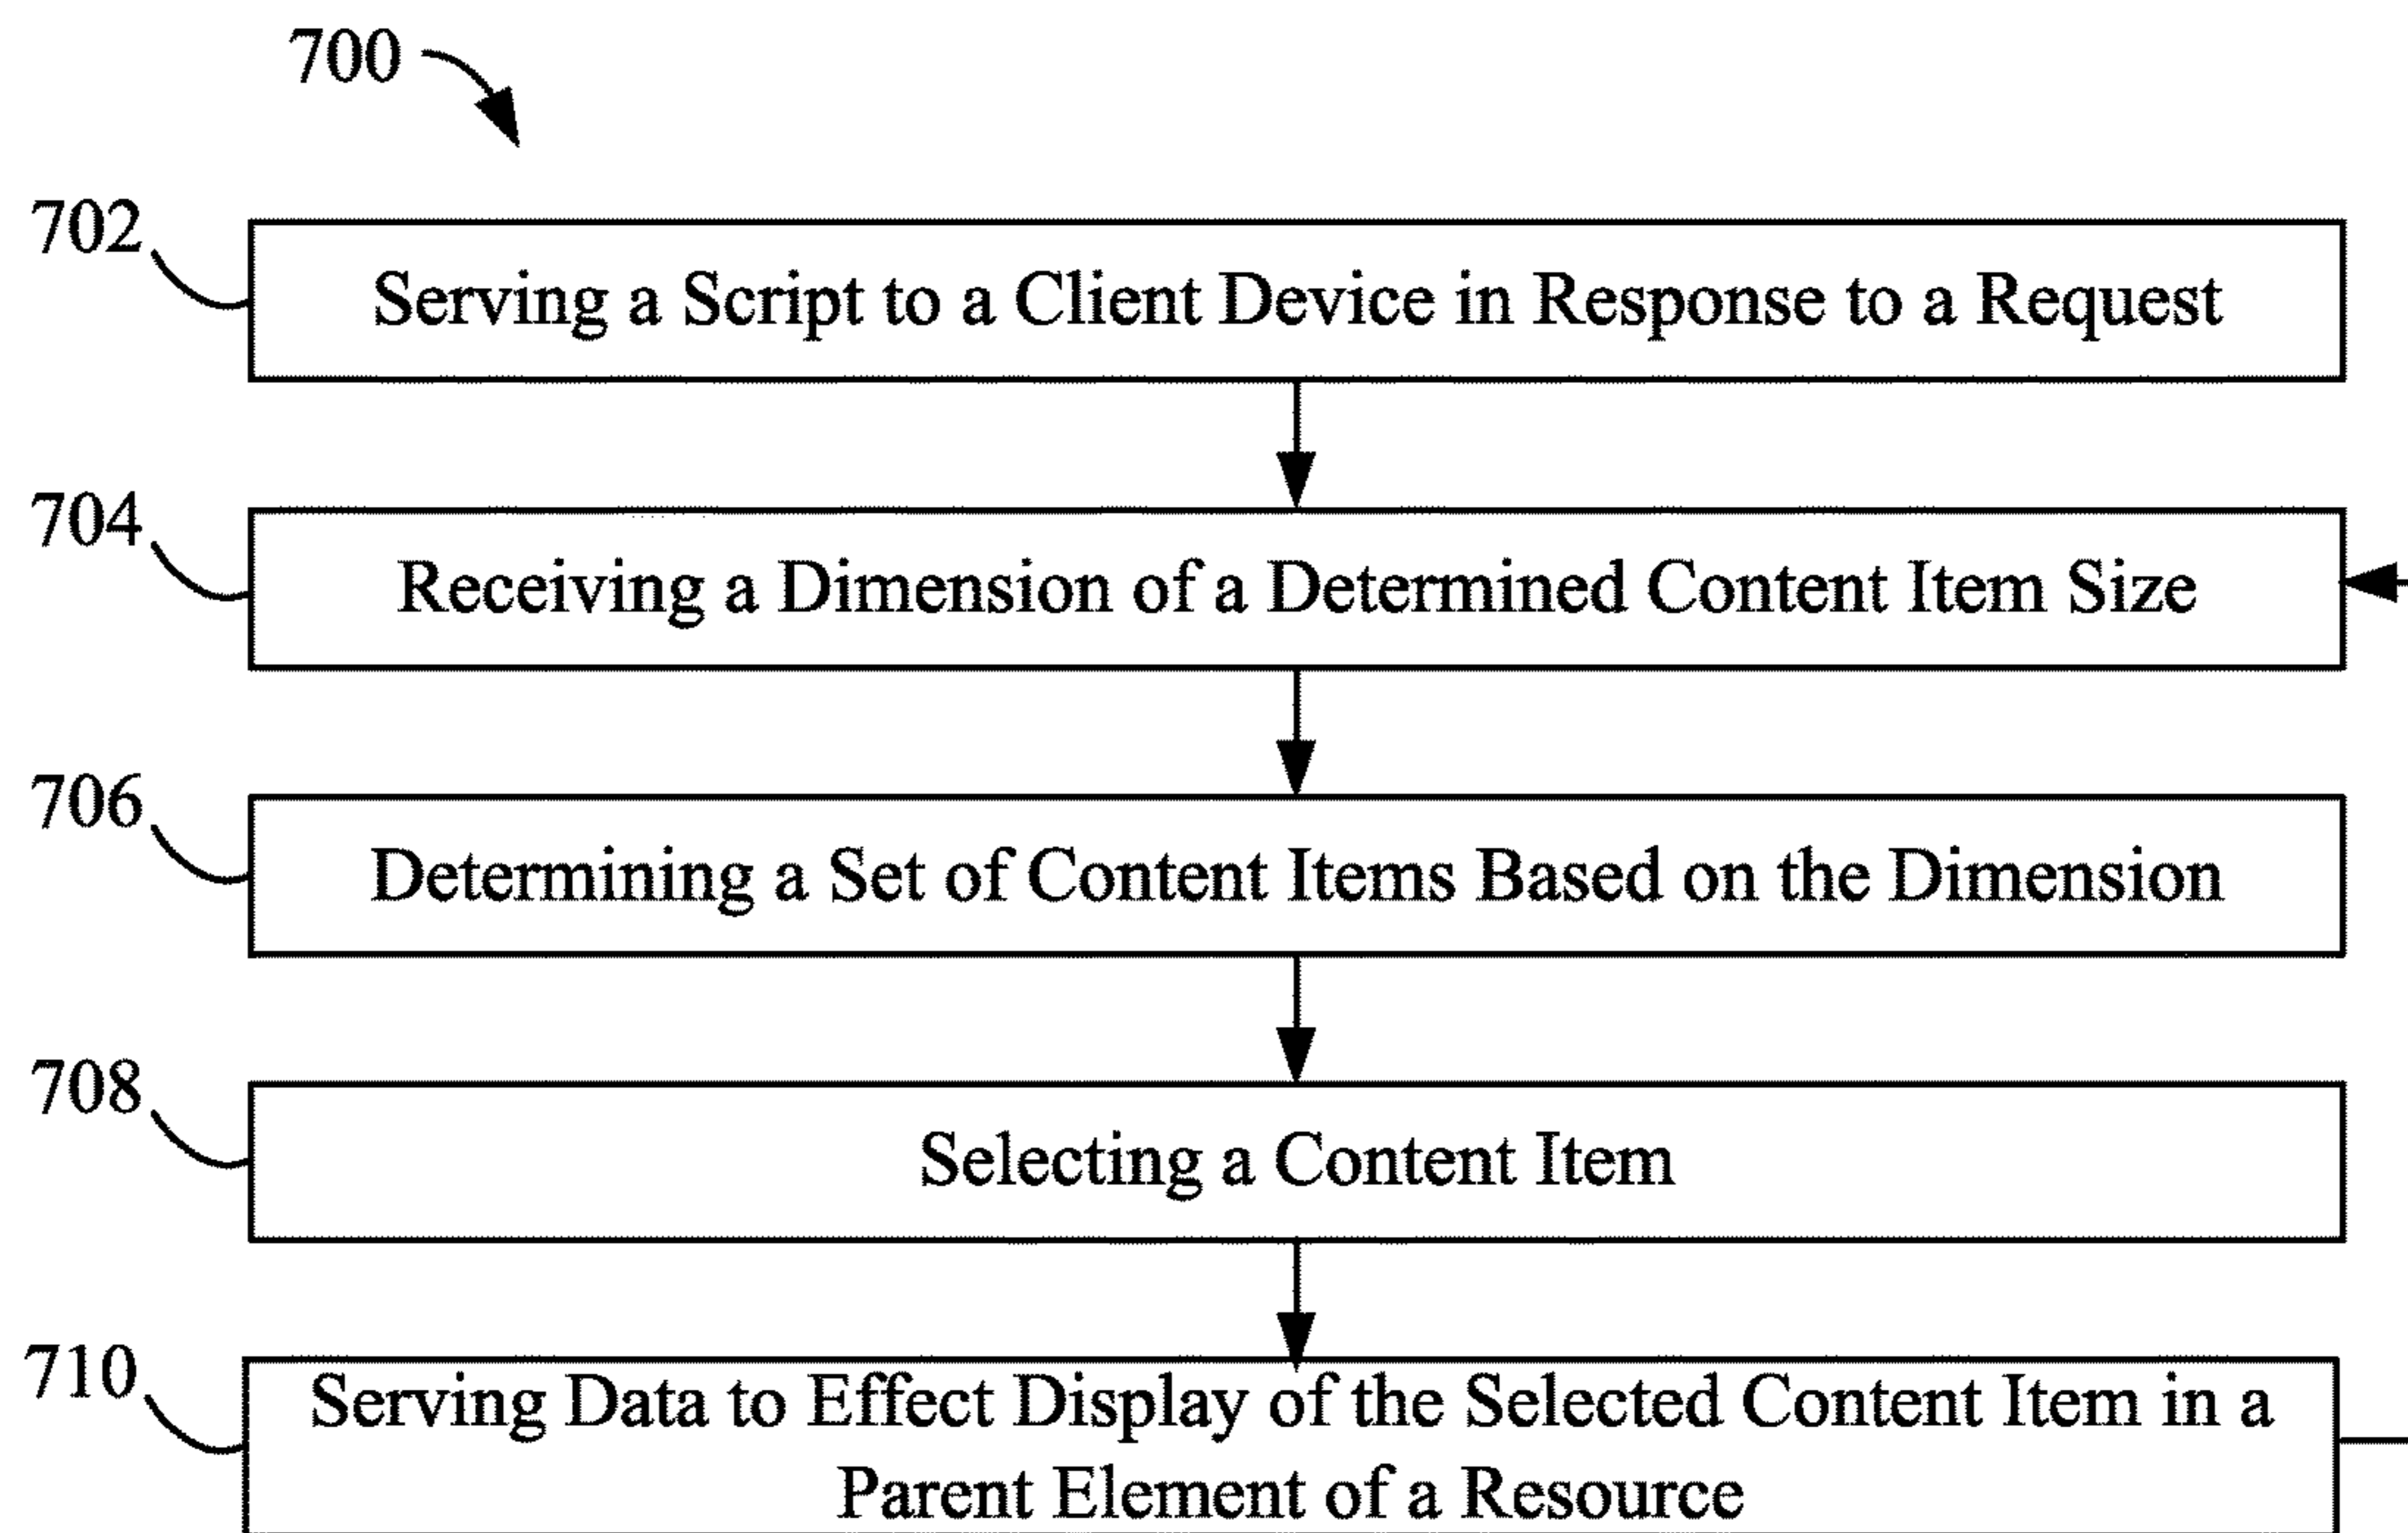 700
702
Serving a Script to a Client Device in Response to a Request
704
Receiving a Dimension of a Determined Content Item Size
706
Determining a Set of Content Items Based on the Dimension
708
Selecting a Content Item
710
Serving Data to Effect Display of the Selected Content Item in a
Parent Element of a Resource